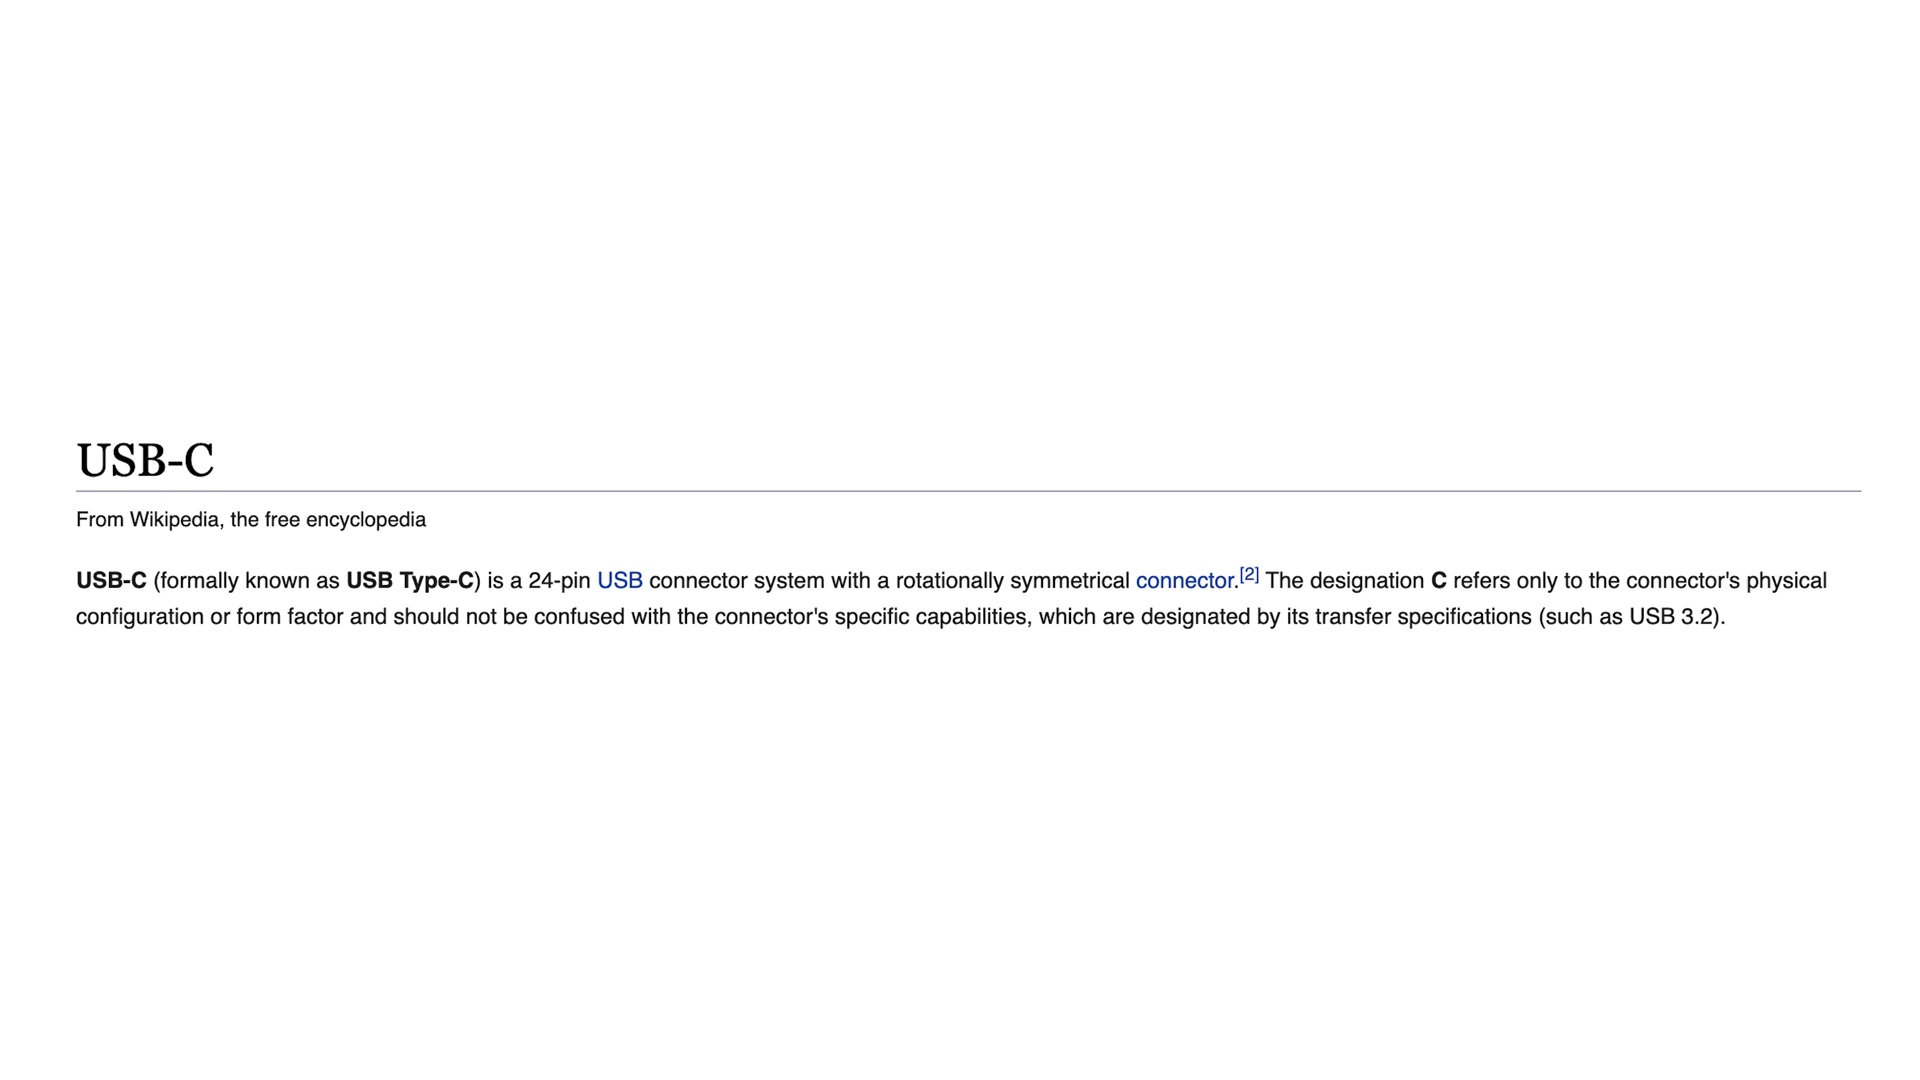 USB-C
From Wikipedia, the free encyclopedia
USB-C (formally known as USB Type-C) is a 24-pin USB connector system with a rotationally symmetrical connector.[2] The designation C refers only to the connector's physical
configuration or form factor and should not be confused with the connector's specific capabilities, which are designated by its transfer specifications (such as USB 3.2).